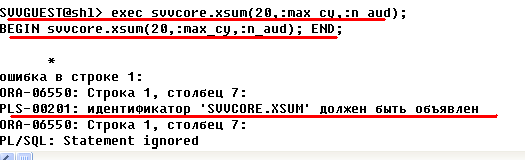 SVVGUEST@shl> exec svvcore.xsum(20,:max_cy,:n_aud);
BEGIN svvcore.xsum(20,:max_cy,:n_aud); END;
*
ошибка в строке 1:
ORA-06550: Строка 1, столбец 7:
PLS-00201: идентификатор 'SVVCORE.XSUM' должен быть объявлен
ORA-06550: Строка 1, столбец 7:
PL/SQL: Statement ignored